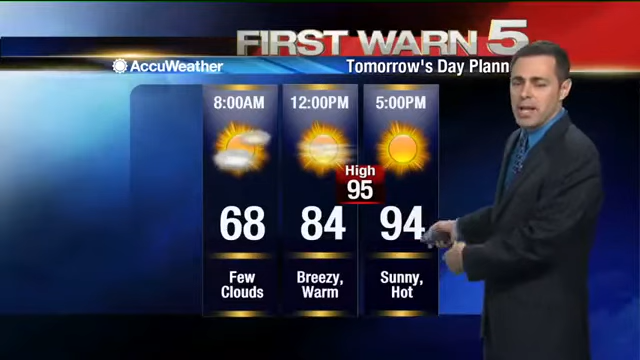 FIRST WARN 5
AccuWeather
Tomorrow's Day Plann
8:00AM
12:00PM
5:00PM
High
95
68
84
94
Few
Clouds
Breezy,
Warm
Sunny,
Hot